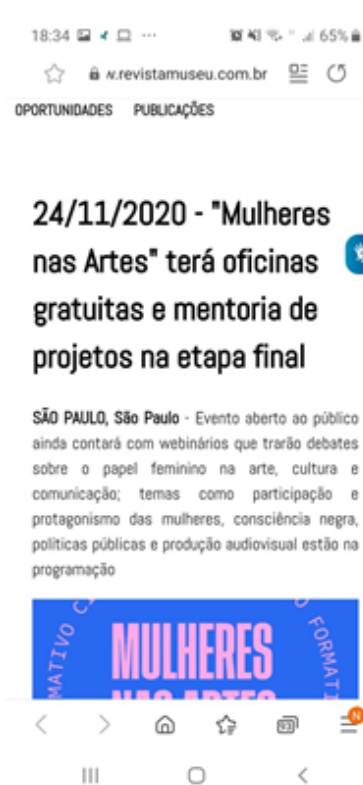 18:34 ... 65%
w.revistamuseu.com.br
OPORTUNIDADES PUBLICAÇÕES
24/11/2020 - "Mulheres
nas Artes" terá oficinas
gratuitas e mentoria de
projetos na etapa final
SÃO PAULO, São Paulo - Evento aberto ao público
ainda contará com webinários que trarão debates
sobre o papel feminino na arte, cultura e
comunicação; temas como participação e
protagonismo das mulheres, consciência negra,
políticas públicas e produção audiovisual estão na
programação
MATIVO C
MULHERES
O FORMATI
NAS ARTES
N